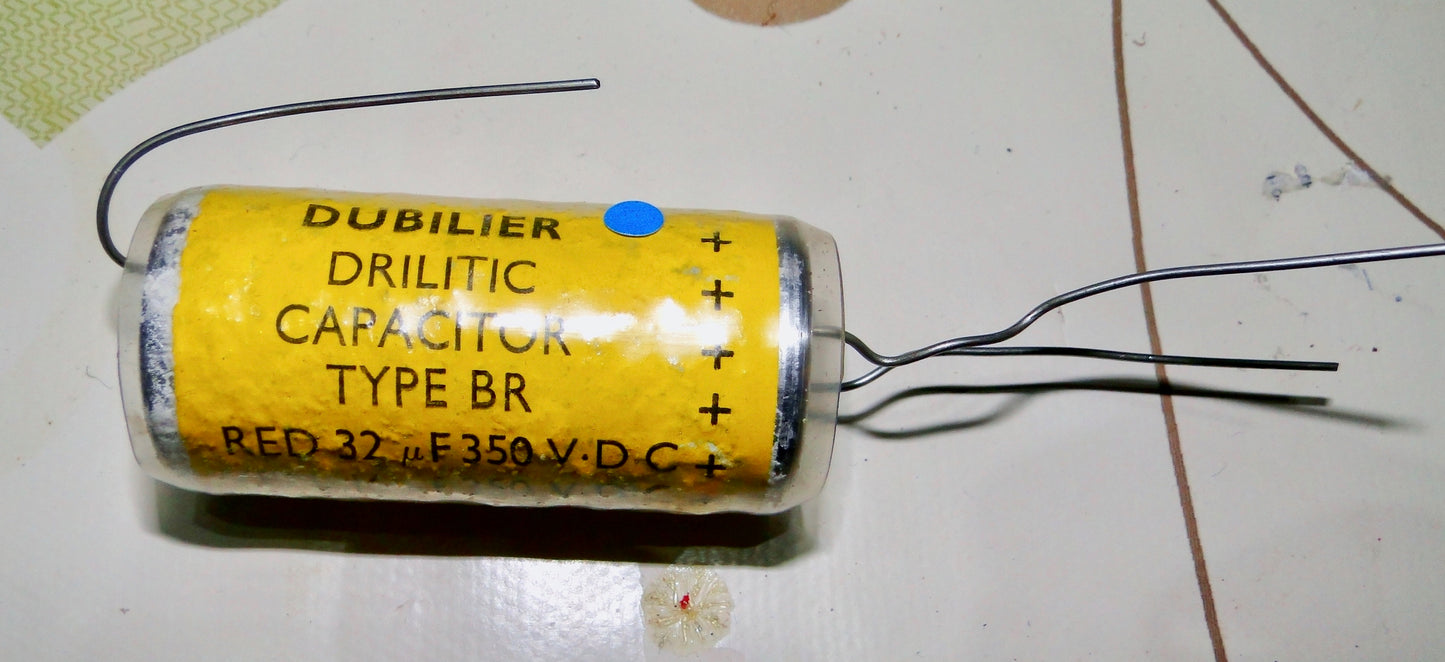 DUBILIER
DRILITIC
CAPACITOR
TYPE BR
RED 32 μF 350 V·D·C
+
+
+
+
+